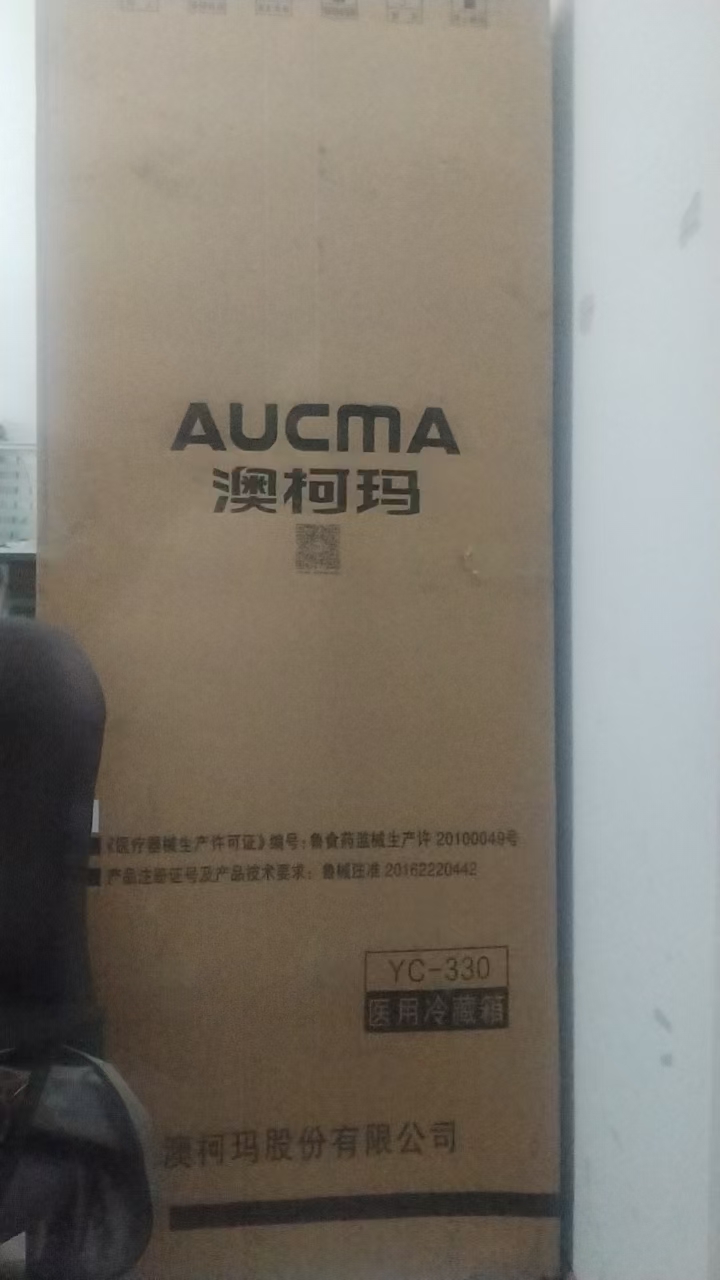 AUCMA
澳柯玛
《医疗器械生产许可证》编号：鲁食药监械生产许 20100049号
产品注册证号及产品技术要求：鲁械注准 20162220442
YC-330
医用冷藏箱
澳柯玛股份有限公司